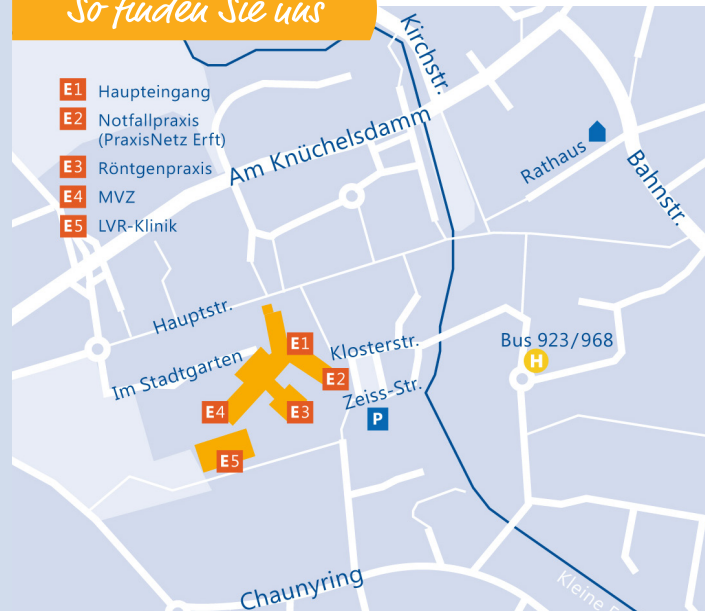 So finden Sie uns
E1 Haupteingang
E2 Notfallpraxis
(PraxisNetz Erft)
E3 Röntgenpraxis
E4 MVZ
E5 LVR-Klinik
Kirchstr.
Am Knüchelsdamm
Rathaus
Bahnstr.
Hauptstr.
Im Stadtgarten
E1
Klosterstr.
Bus 923/968
H
E2
Zeiss-Str.
E4
E3
P
E5
Chaunyring
Kleine